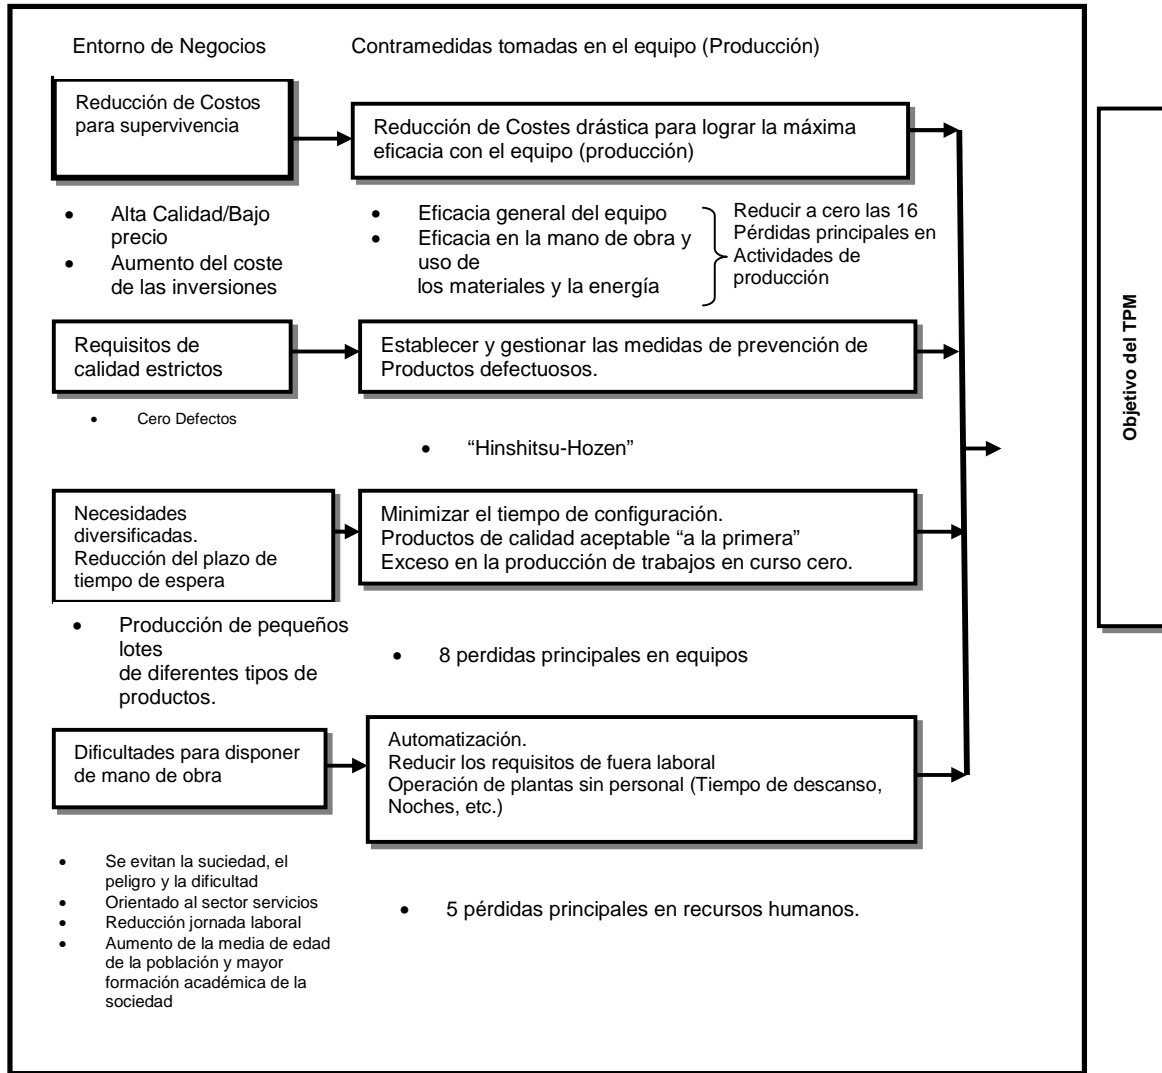 Entorno de Negocios
Contramedidas tomadas en el equipo (Producción)
Reducción de Costos
para supervivencia
Reducción de Costes drástica para lograr la máxima
eficacia con el equipo (producción)
• Alta Calidad/Bajo
precio
• Aumento del coste
de las inversiones
• Eficacia general del equipo
• Eficacia en la mano de obra y
uso de
los materiales y la energía
Reducir a cero las 16
Pérdidas principales en
Actividades de
producción
Requisitos de
calidad estrictos
Establecer y gestionar las medidas de prevención de
Productos defectuosos.
• Cero Defectos
• “Hinshitsu-Hozen”
Necesidades
diversificadas.
Reducción del plazo de
tiempo de espera
Minimizar el tiempo de configuración.
Productos de calidad aceptable “a la primera”
Exceso en la producción de trabajos en curso cero.
• Producción de pequeños
lotes
de diferentes tipos de
productos.
• 8 perdidas principales en equipos
Dificultades para disponer
de mano de obra
Automatización.
Reducir los requisitos de fuera laboral
Operación de plantas sin personal (Tiempo de descanso,
Noches, etc.)
• Se evitan la suciedad, el
peligro y la dificultad
• Orientado al sector servicios
• Reducción jornada laboral
• Aumento de la media de edad
de la población y mayor
formación académica de la
sociedad
• 5 pérdidas principales en recursos humanos.
Objetivo del TPM